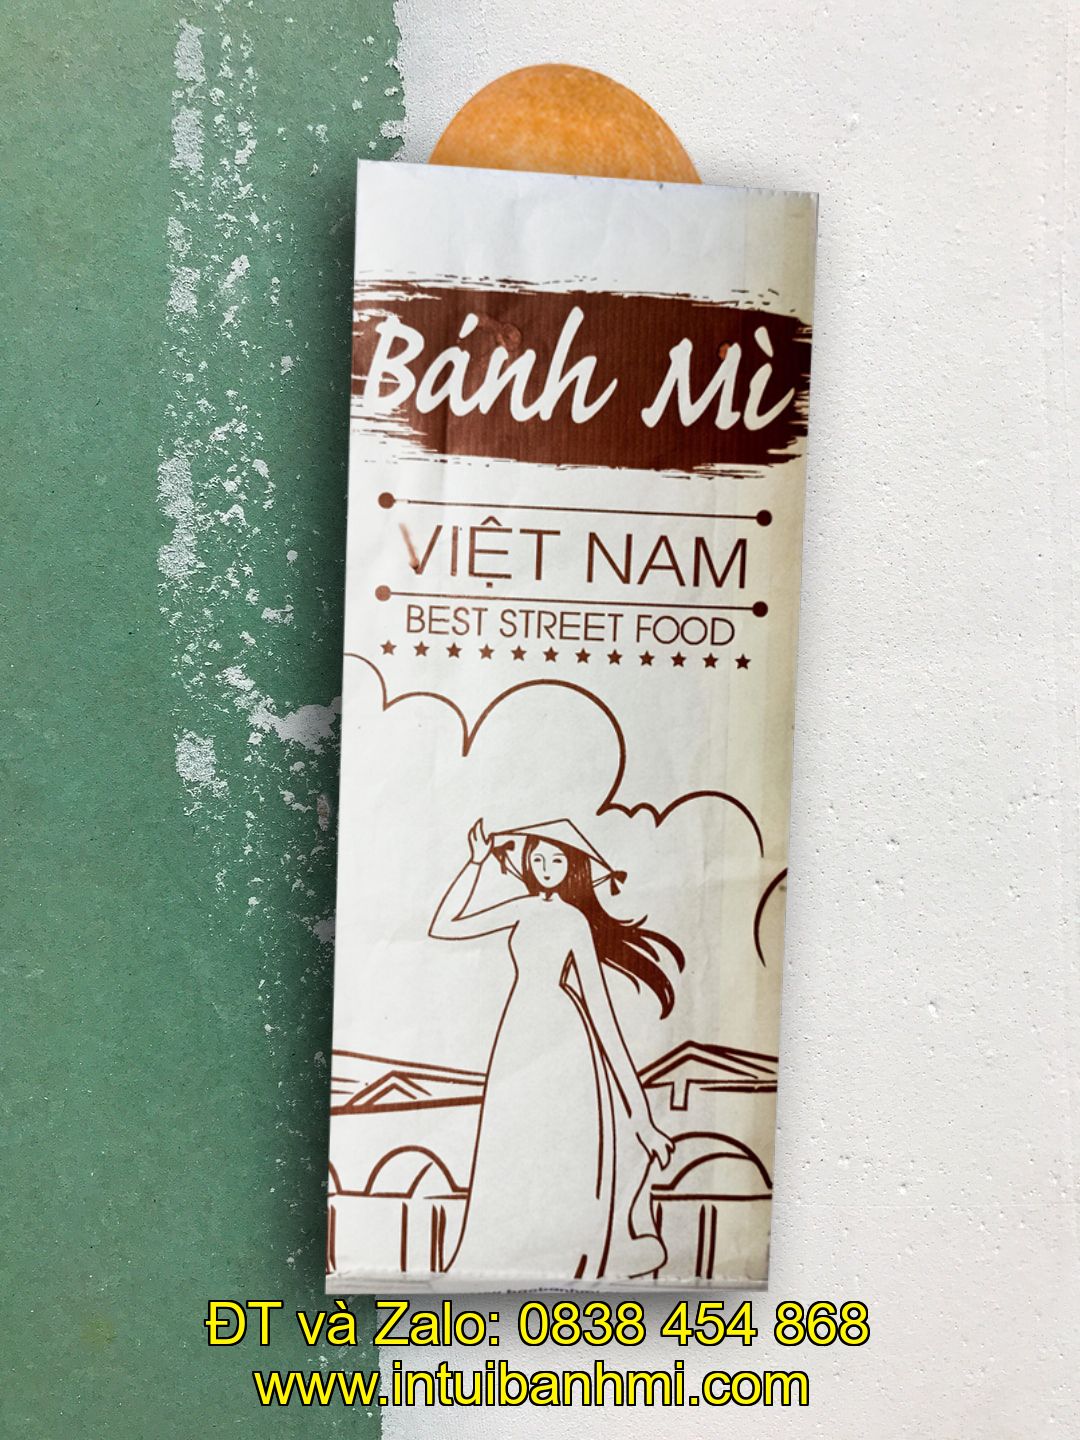 Bánh Mì
VIỆT NAM
BEST STREET FOOD
ĐT và Zalo: 0838 454 868
www.intuibanhmi.com